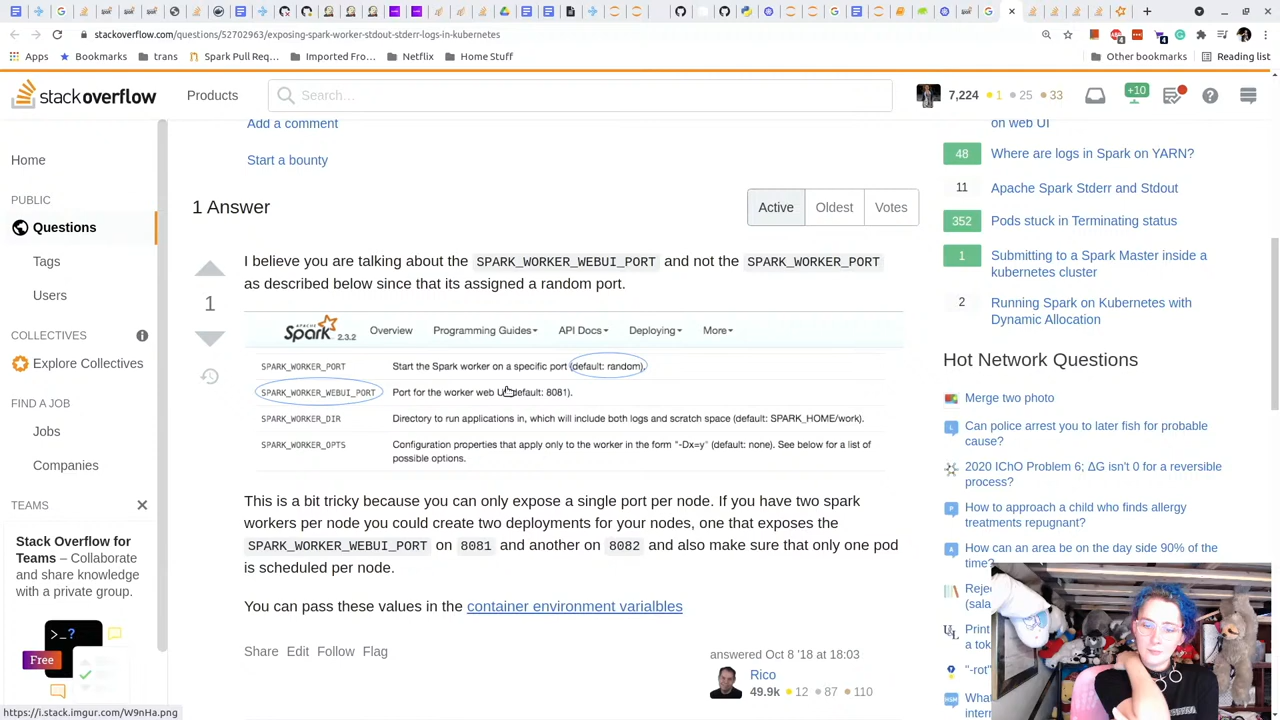 stackoverflow.com/questions/52702963/exposing-spark-worker-stdout-stderr-logs-in-kubernetes
4
4
Apps
Bookmarks
trans
Spark Pull Req...
Imported Fro...
Netflix
Home Stuff
Other bookmarks
Reading list
stackoverflow
Products
Search...
7,224
1
25
33
+10
Add a comment
Start a bounty
Home
PUBLIC
Questions
Tags
Users
COLLECTIVES
Explore Collectives
FIND A JOB
Jobs
Companies
TEAMS
Stack Overflow for
Teams – Collaborate
and share knowledge
with a private group.
>_?
Free
https://i.stack.imgur.com/W9nHa.png
1 Answer
Active
Oldest
Votes
1
I believe you are talking about the SPARK_WORKER_WEBUI_PORT and not the SPARK_WORKER_PORT
as described below since that its assigned a random port.
APACHE
Spark 2.3.2
Overview
Programming Guides
API Docs
Deploying
More
SPARK_WORKER_PORT Start the Spark worker on a specific port (default: random).
SPARK_WORKER_WEBUI_PORT Port for the worker web U default: 8081).
SPARK_WORKER_DIR Directory to run applications in, which will include both logs and scratch space (default: SPARK_HOME/work).
SPARK_WORKER_OPTS Configuration properties that apply only to the worker in the form "-Dx=y" (default: none). See below for a list of
possible options.
This is a bit tricky because you can only expose a single port per node. If you have two spark
workers per node you could create two deployments for your nodes, one that exposes the
SPARK_WORKER_WEBUI_PORT on 8081 and another on 8082 and also make sure that only one pod
is scheduled per node.
You can pass these values in the container environment varialbles
Share Edit Follow Flag
answered Oct 8 '18 at 18:03
Rico
49.9k
12
87
110
on web UI
48 Where are logs in Spark on YARN?
11 Apache Spark Stderr and Stdout
352 Pods stuck in Terminating status
1 Submitting to a Spark Master inside a
kubernetes cluster
2 Running Spark on Kubernetes with
Dynamic Allocation
Hot Network Questions
Merge two photo
Can police arrest you to later fish for probable
cause?
2020 IChO Problem 6; ΔG isn't 0 for a reversible
process?
How to approach a child who finds allergy
treatments repugnant?
How can an area be on the day side 90% of the
time?
Reje
(sala
Print
a tok
"-rot"
What
intern